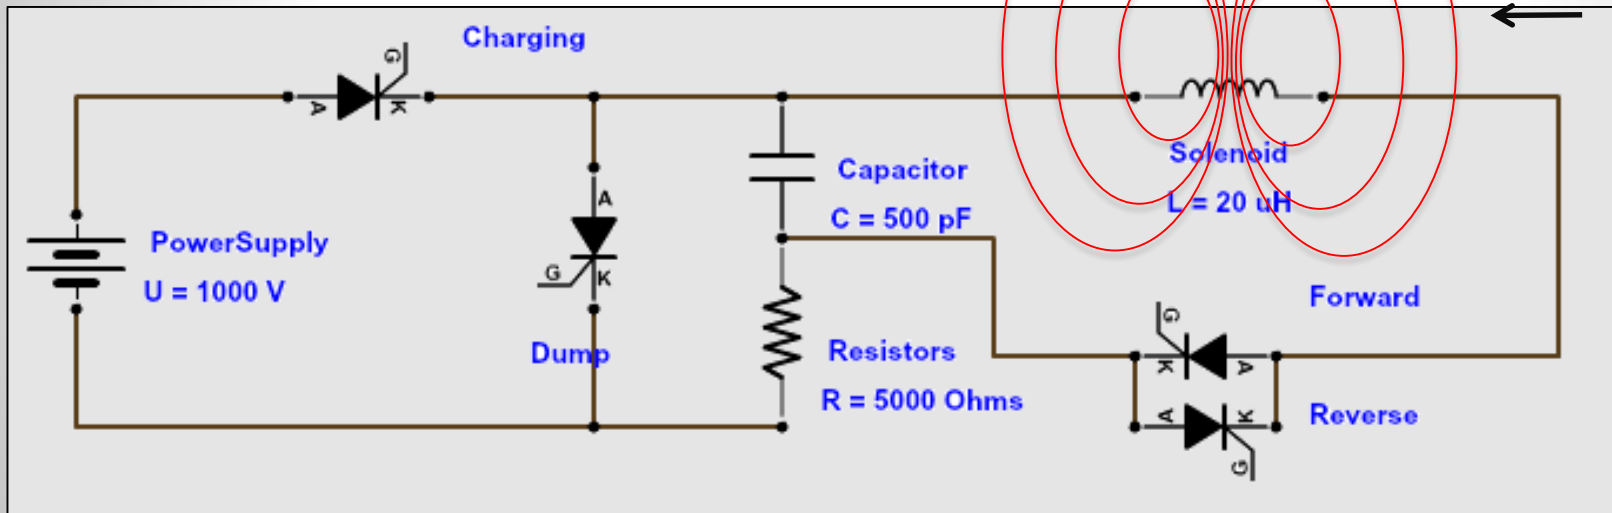 Charging
G
A
K
Solenoid
L = 20 uH
Capacitor
C = 500 pF
A
G
K
PowerSupply
U = 1000 V
Dump
Resistors
R = 5000 Ohms
Forward
G
K
A
Reverse
A
K
G